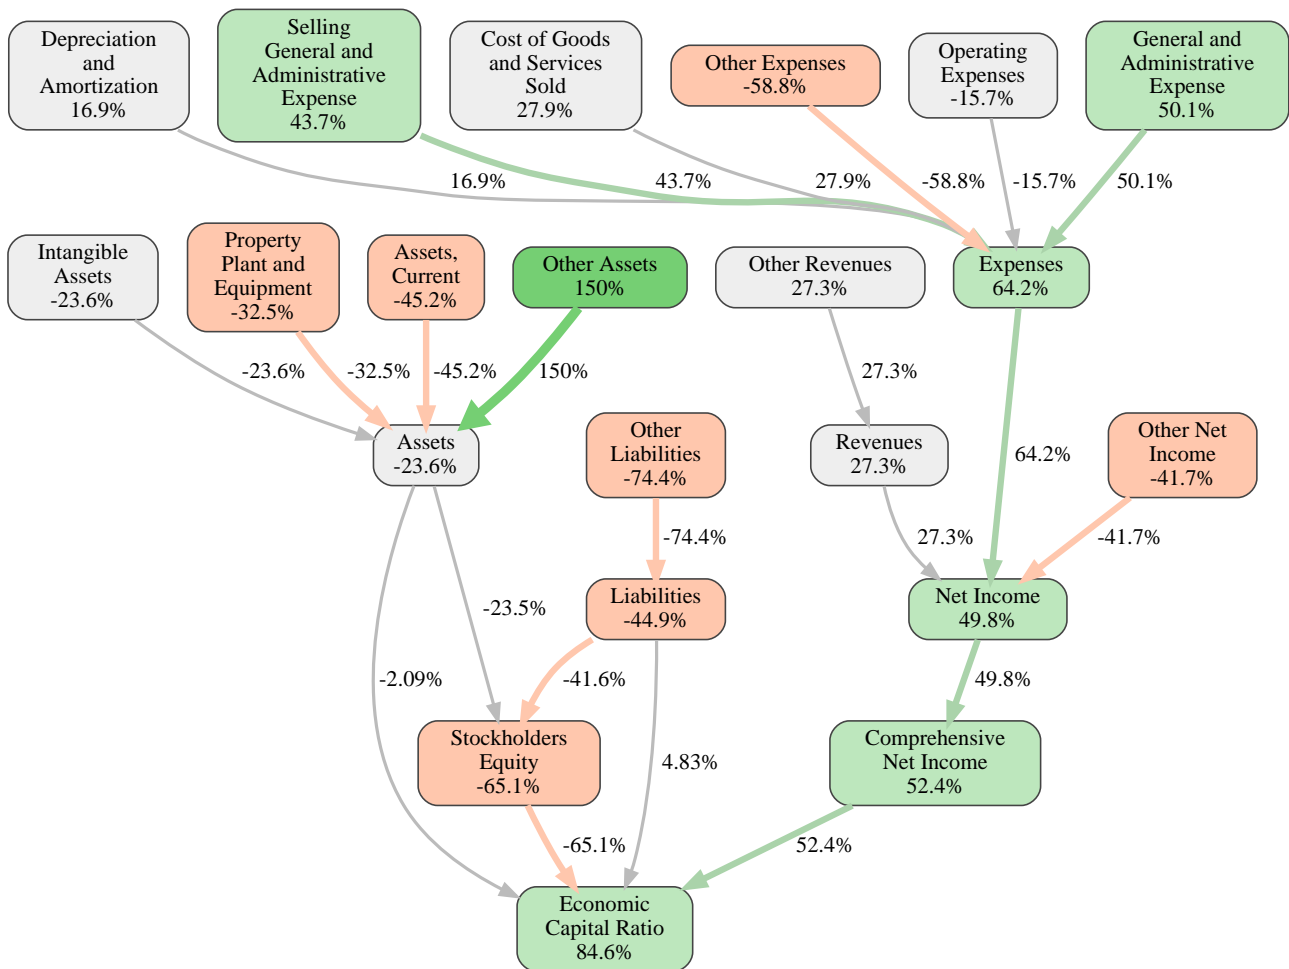 Depreciation
and
Amortization
16.9%
Selling
General and
Administrative
Expense
43.7%
Cost of Goods
and Services
Sold
27.9%
Other Expenses
-58.8%
Operating
Expenses
-15.7%
General and
Administrative
Expense
50.1%
16.9%
43.7%
27.9%
-58.8%
-15.7%
50.1%
Intangible
Assets
-23.6%
Property
Plant and
Equipment
-32.5%
Assets,
Current
-45.2%
Other Assets
150%
Other Revenues
27.3%
Expenses
64.2%
-23.6%
-32.5%
-45.2%
150%
27.3%
Assets
-23.6%
Other
Liabilities
-74.4%
Revenues
27.3%
64.2%
Other Net
Income
-41.7%
-74.4%
27.3%
-41.7%
-23.5%
Liabilities
-44.9%
Net Income
49.8%
-2.09%
-41.6%
49.8%
Stockholders
Equity
-65.1%
4.83%
Comprehensive
Net Income
52.4%
-65.1%
52.4%
Economic
Capital Ratio
84.6%